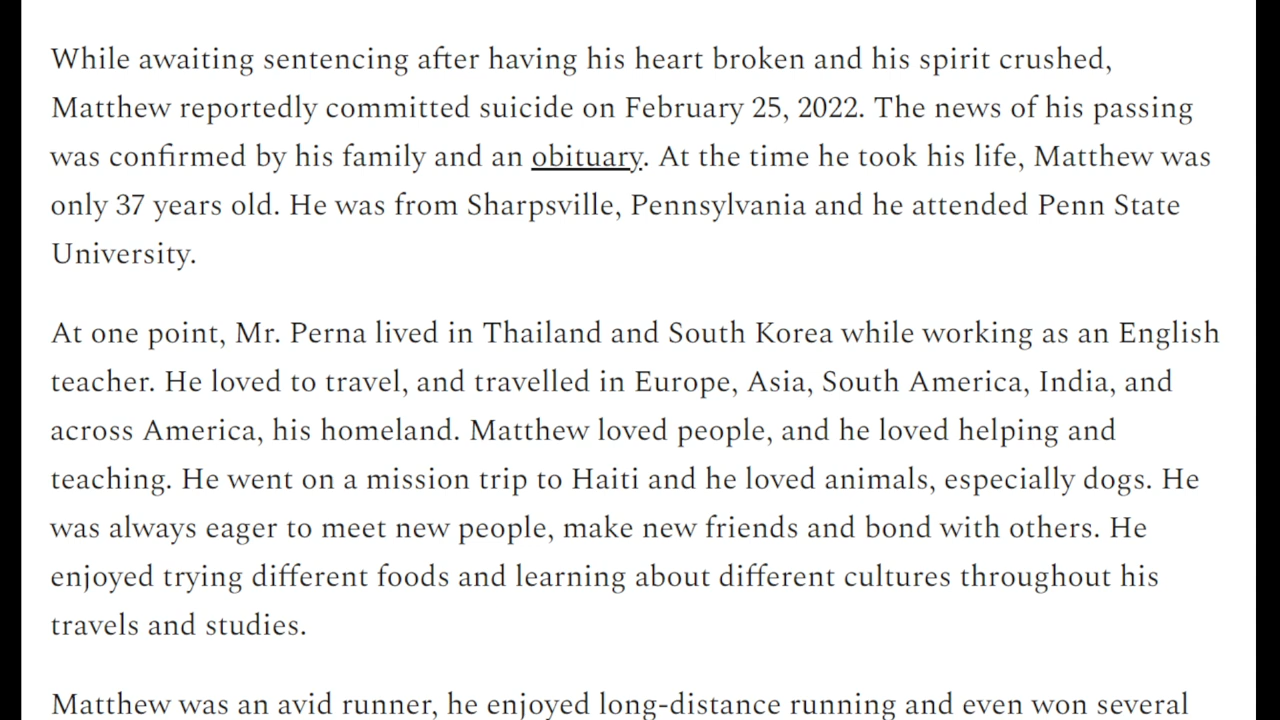 While awaiting sentencing after having his heart broken and his spirit crushed,
Matthew reportedly committed suicide on February 25, 2022. The news of his passing
was confirmed by his family and an obituary. At the time he took his life, Matthew was
only 37 years old. He was from Sharpsville, Pennsylvania and he attended Penn State
University.
At one point, Mr. Perna lived in Thailand and South Korea while working as an English
teacher. He loved to travel, and travelled in Europe, Asia, South America, India, and
across America, his homeland. Matthew loved people, and he loved helping and
teaching. He went on a mission trip to Haiti and he loved animals, especially dogs. He
was always eager to meet new people, make new friends and bond with others. He
enjoyed trying different foods and learning about different cultures throughout his
travels and studies.
Matthew was an avid runner, he enjoyed long-distance running and even won several